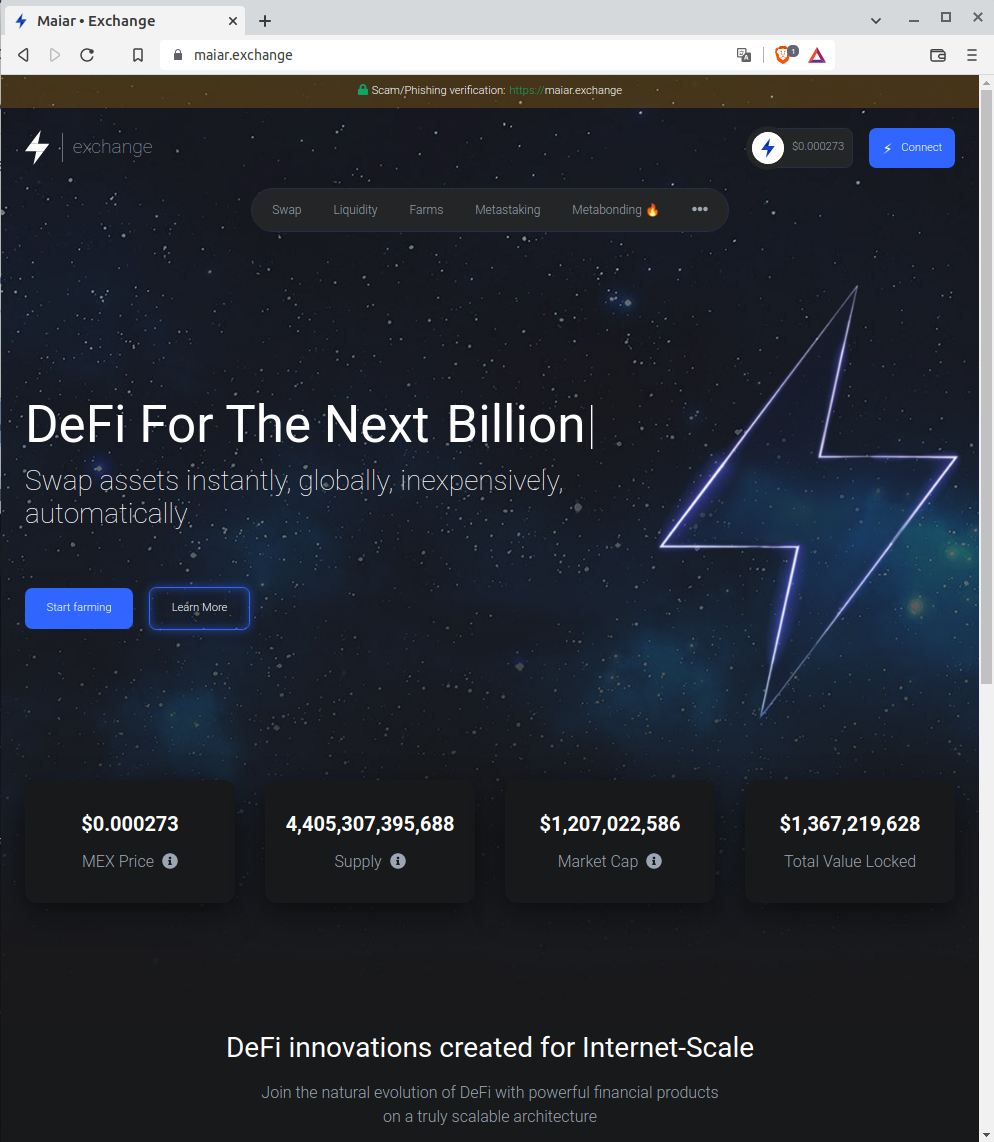 Maiar • Exchange
maiar.exchange
1
Scam/Phishing verification: https://maiar.exchange
exchange
$0.000273
Connect
Swap Liquidity Farms Metastaking Metabonding 🔥 •••
DeFi For The Next Billion
Swap assets instantly, globally, inexpensively,
automatically
Start farming Learn More
$0.000273 4,405,307,395,688 $1,207,022,586 $1,367,219,628
MEX Price Supply Market Cap Total Value Locked
DeFi innovations created for Internet-Scale
Join the natural evolution of DeFi with powerful financial products
on a truly scalable architecture